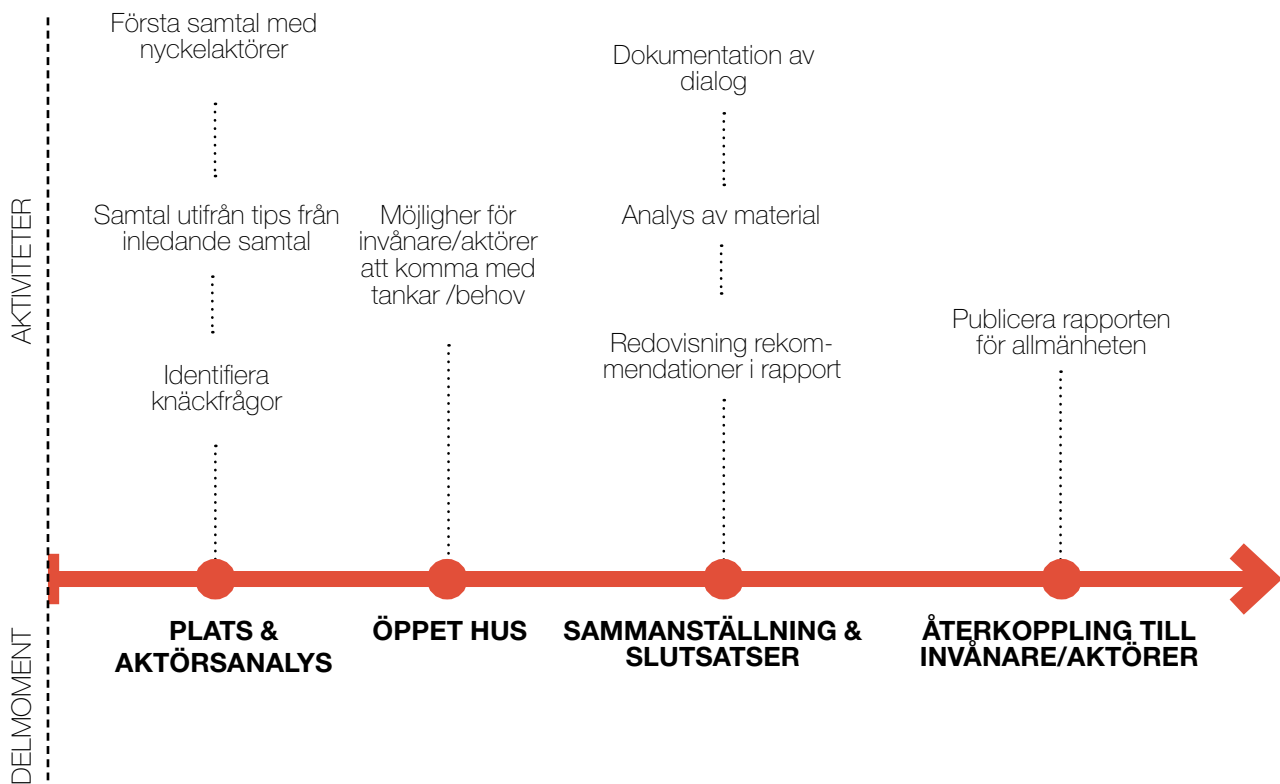 AKTIVITETER
Första samtal med
nyckelaktörer
Samtal utifrån tips från
inledande samtal
Identifiera
knäckfrågor
Möjligher för
invånare/aktörer
att komma med
tankar /behov
Dokumentation av
dialog
Analys av material
Redovisning rekom-
mendationer i rapport
Publicera rapporten
för allmänheten
DELMOMENT
PLATS &
AKTÖRSANALYS
ÖPPET HUS
SAMMANSTÄLLNING &
SLUTSATSER
ÅTERKOPPLING TILL
INVÅNARE/AKTÖRER